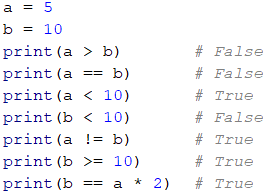 a = 5
b = 10
print(a > b)         # False
print(a == b)        # False
print(a < 10)        # True
print(b < 10)        # False
print(a != b)        # True
print(b >= 10)       # True
print(b == a * 2)    # True